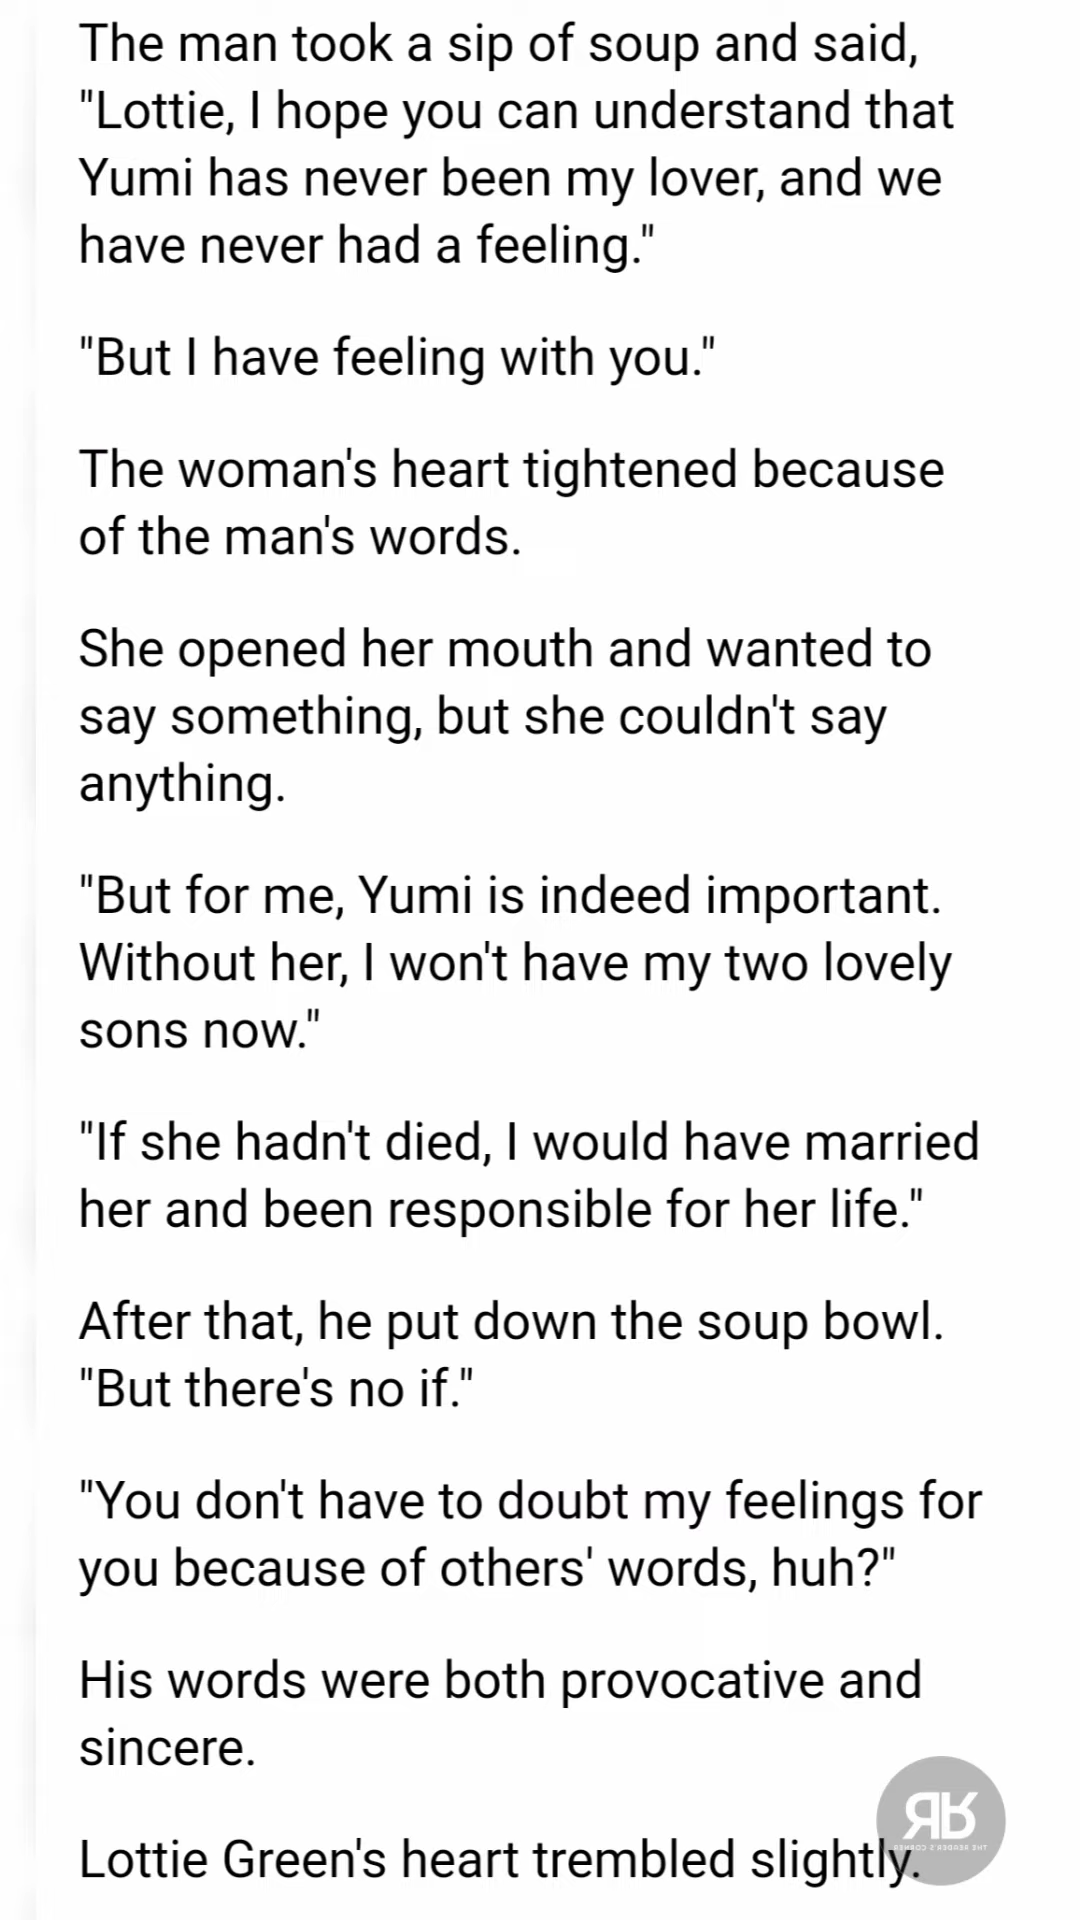 The man took a sip of soup and said,
"Lottie, I hope you can understand that
Yumi has never been my lover, and we
have never had a feeling."
"But I have feeling with you."
The woman's heart tightened because
of the man's words.
She opened her mouth and wanted to
say something, but she couldn't say
anything.
"But for me, Yumi is indeed important.
Without her, I won't have my two lovely
sons now."
"If she hadn't died, I would have married
her and been responsible for her life."
After that, he put down the soup bowl.
"But there's no if."
"You don't have to doubt my feelings for
you because of others' words, huh?"
His words were both provocative and
sincere.
Lottie Green's heart trembled slightly.
RR
THE READER'S CORNER